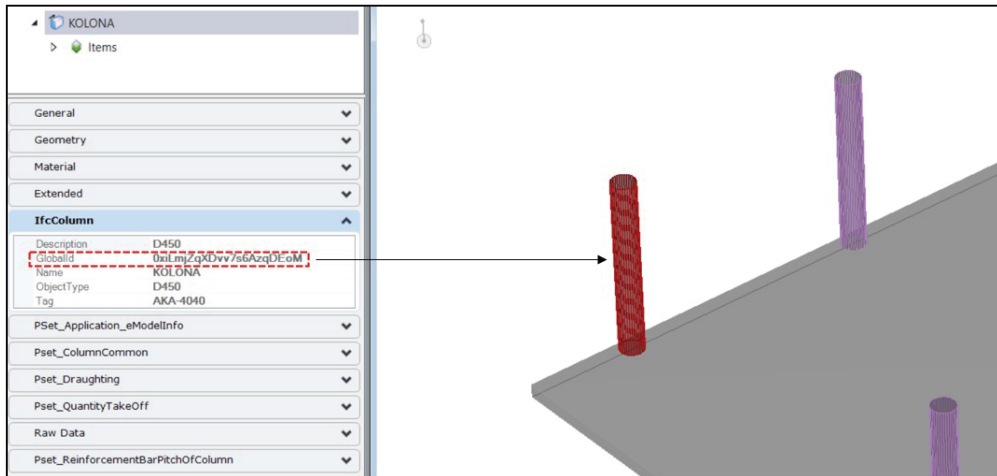 KOLONA
Items
General
Geometry
Material
Extended
IfcColumn
Description D450
GlobalId 0xiLmjZqXDvv7s6AzqDEoM
Name KOLONA
ObjectType D450
Tag AKA-4040
PSet_Application_eModelInfo
Pset_ColumnCommon
Pset_Draughting
Pset_QuantityTakeOff
Raw Data
Pset_ReinforcementBarPitchOfColumn